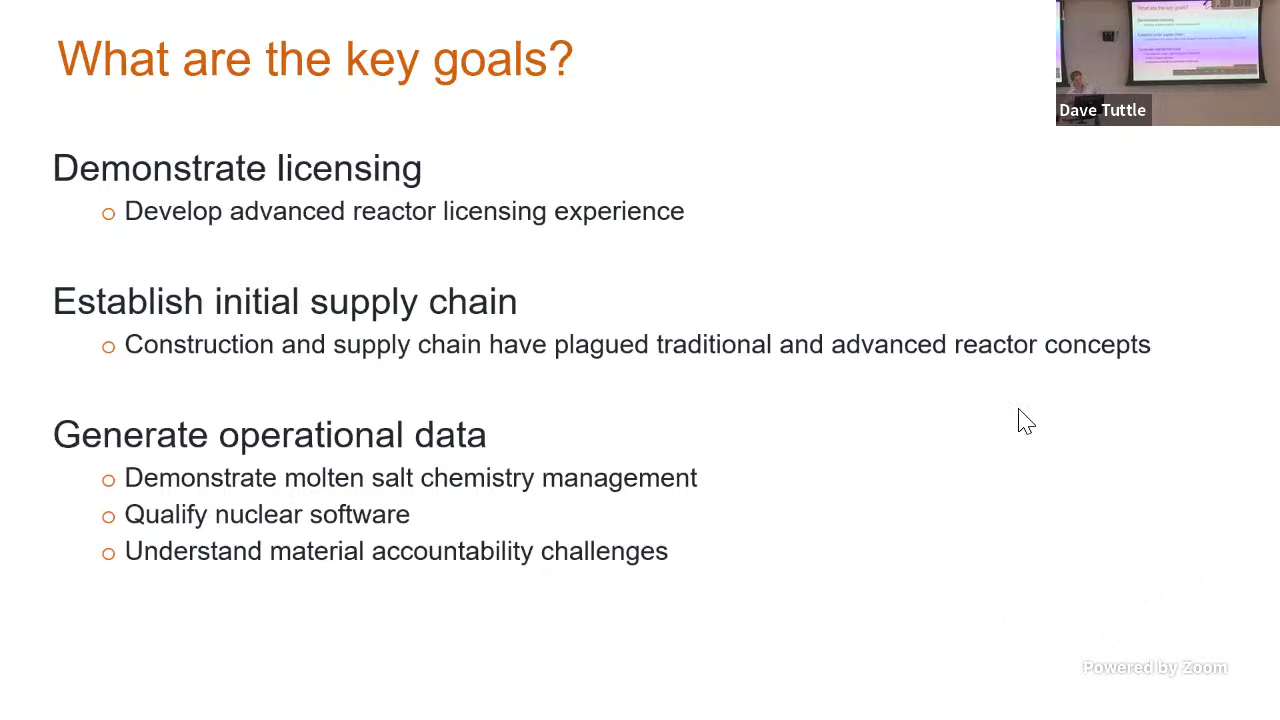 What are the key goals?
Dave Tuttle
Demonstrate licensing
o Develop advanced reactor licensing experience
Establish initial supply chain
o Construction and supply chain have plagued traditional and advanced reactor concepts
Generate operational data
o Demonstrate molten salt chemistry management
o Qualify nuclear software
o Understand material accountability challenges
Powered by Zoom